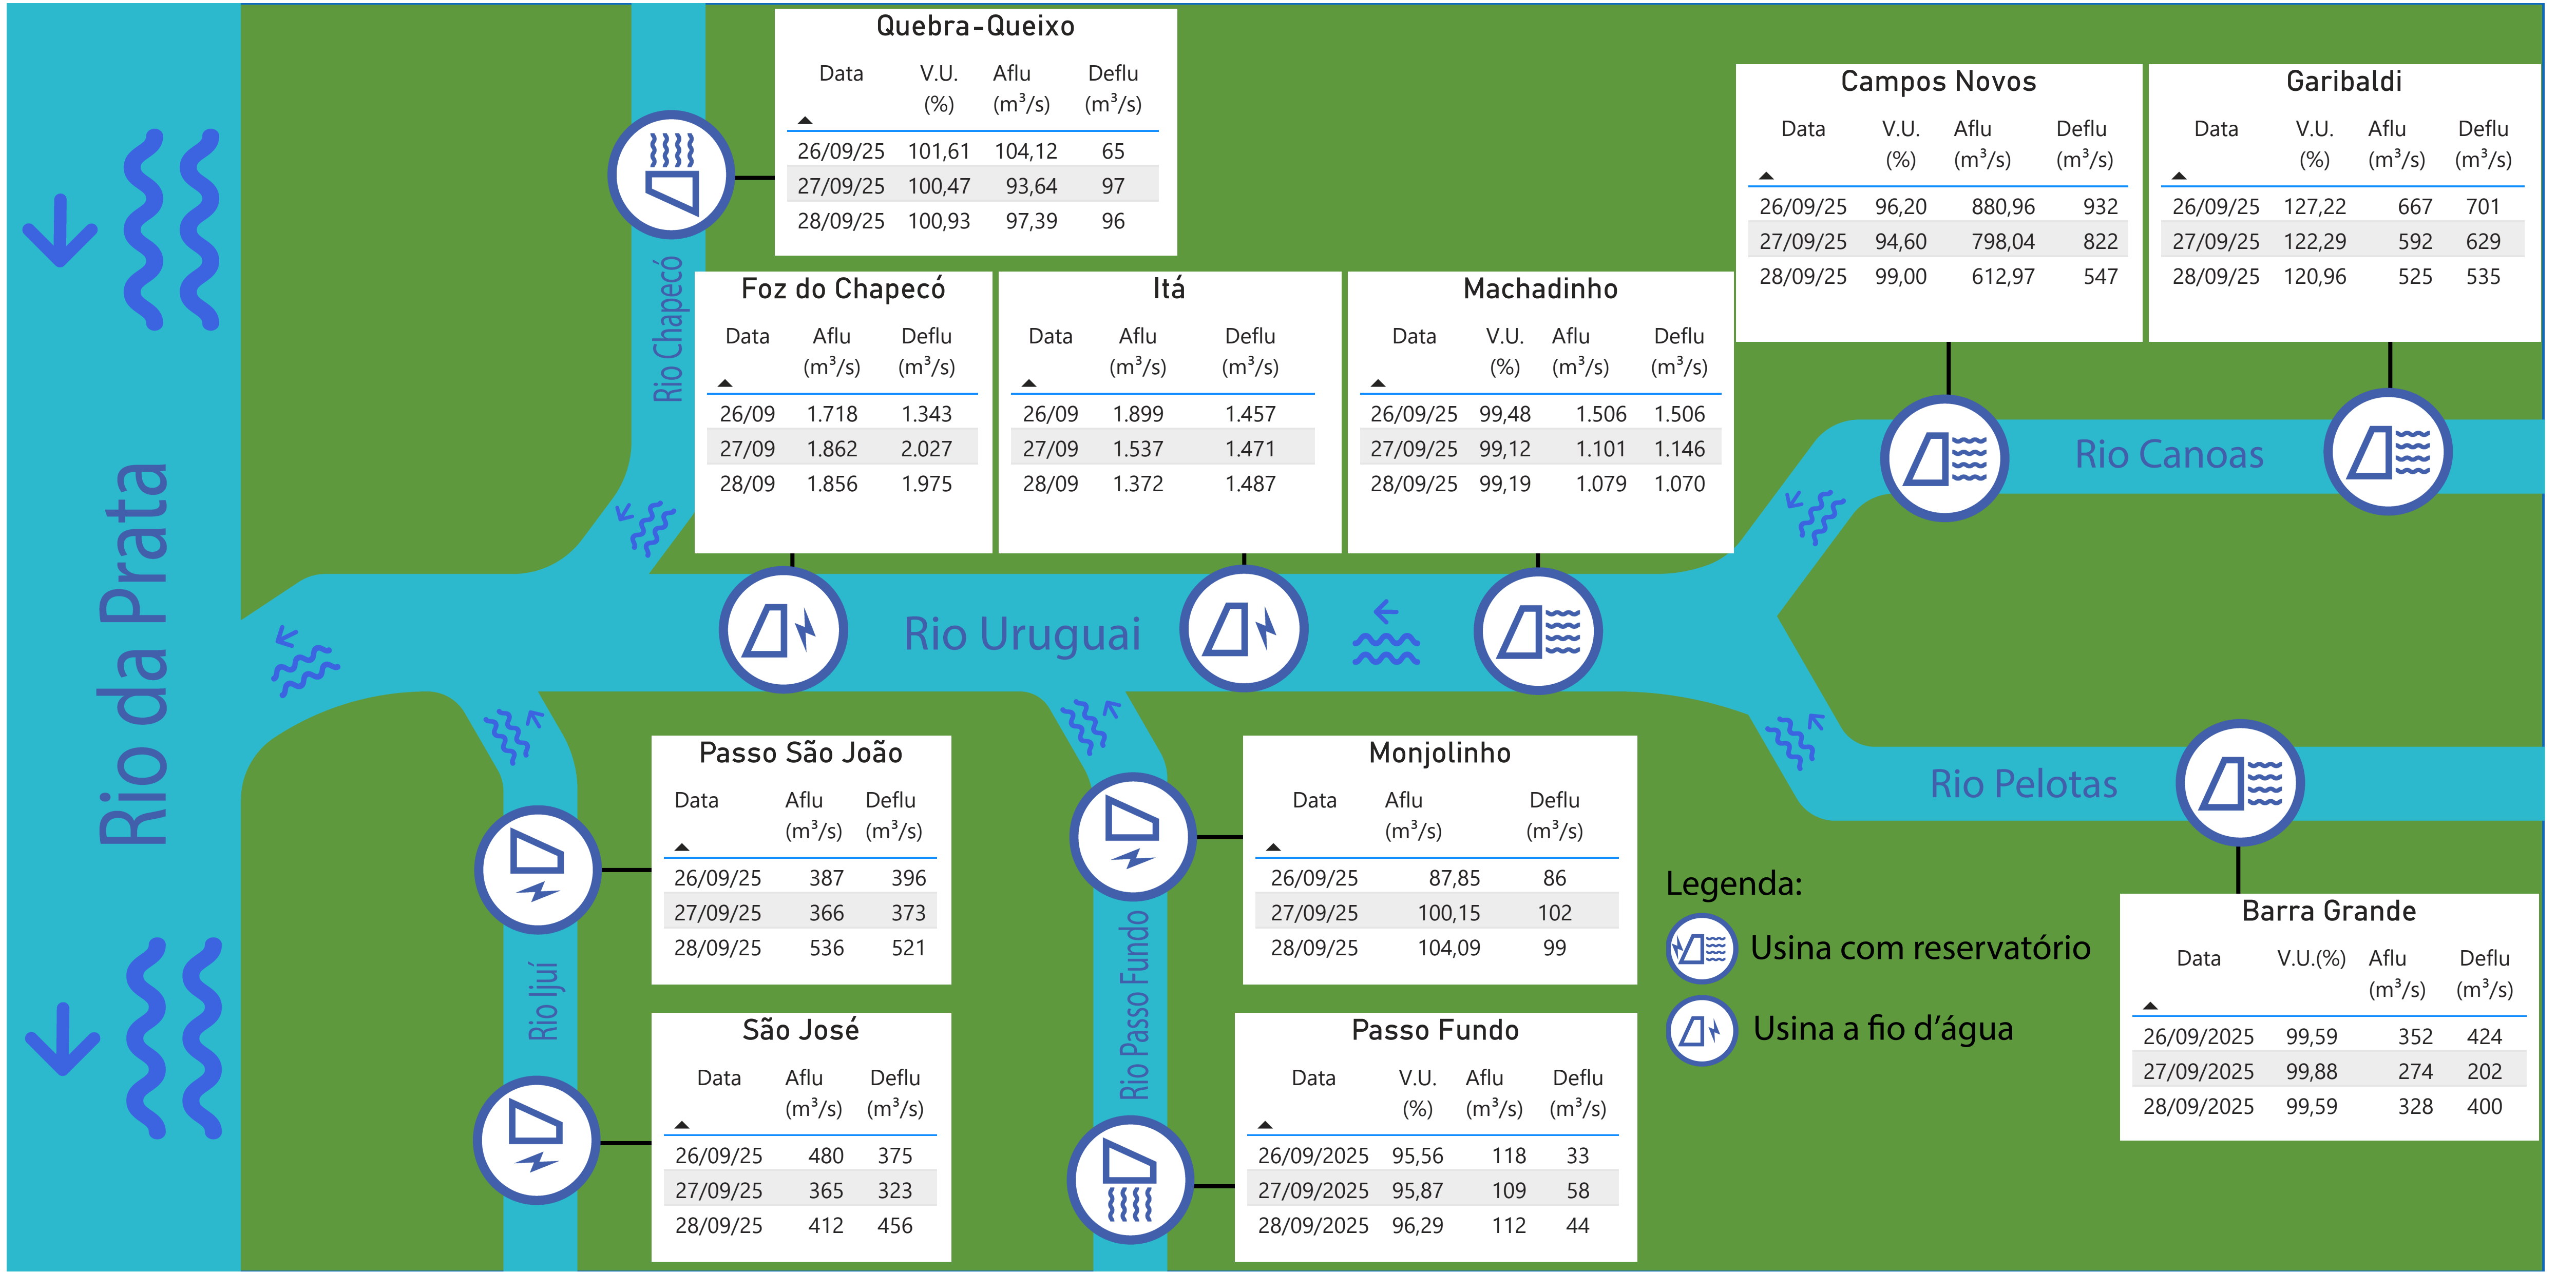 Quebra-Queixo
Data V.U. (%) Aflu (m³/s) Deflu (m³/s)
26/09/25 101,61 104,12 65
27/09/25 100,47 93,64 97
28/09/25 100,93 97,39 96
Campos Novos
Data V.U. (%) Aflu (m³/s) Deflu (m³/s)
26/09/25 96,20 880,96 932
27/09/25 94,60 798,04 822
28/09/25 99,00 612,97 547
Garibaldi
Data V.U. (%) Aflu (m³/s) Deflu (m³/s)
26/09/25 127,22 667 701
27/09/25 122,29 592 629
28/09/25 120,96 525 535
Rio Chapecó
Foz do Chapecó
Data Aflu (m³/s) Deflu (m³/s)
26/09 1.718 1.343
27/09 1.862 2.027
28/09 1.856 1.975
Itá
Data Aflu (m³/s) Deflu (m³/s)
26/09 1.899 1.457
27/09 1.537 1.471
28/09 1.372 1.487
Machadinho
Data V.U. (%) Aflu (m³/s) Deflu (m³/s)
26/09/25 99,48 1.506 1.506
27/09/25 99,12 1.101 1.146
28/09/25 99,19 1.079 1.070
Rio Canoas
Rio da Prata
Rio Uruguai
Rio Pelotas
Passo São João
Data Aflu (m³/s) Deflu (m³/s)
26/09/25 387 396
27/09/25 366 373
28/09/25 536 521
Monjolinho
Data Aflu (m³/s) Deflu (m³/s)
26/09/25 87,85 86
27/09/25 100,15 102
28/09/25 104,09 99
Legenda:
Usina com reservatório
Usina a fio d’água
Barra Grande
Data V.U.(%) Aflu (m³/s) Deflu (m³/s)
26/09/2025 99,59 352 424
27/09/2025 99,88 274 202
28/09/2025 99,59 328 400
Rio Ijuí
Rio Passo Fundo
São José
Data Aflu (m³/s) Deflu (m³/s)
26/09/25 480 375
27/09/25 365 323
28/09/25 412 456
Passo Fundo
Data V.U. (%) Aflu (m³/s) Deflu (m³/s)
26/09/2025 95,56 118 33
27/09/2025 95,87 109 58
28/09/2025 96,29 112 44